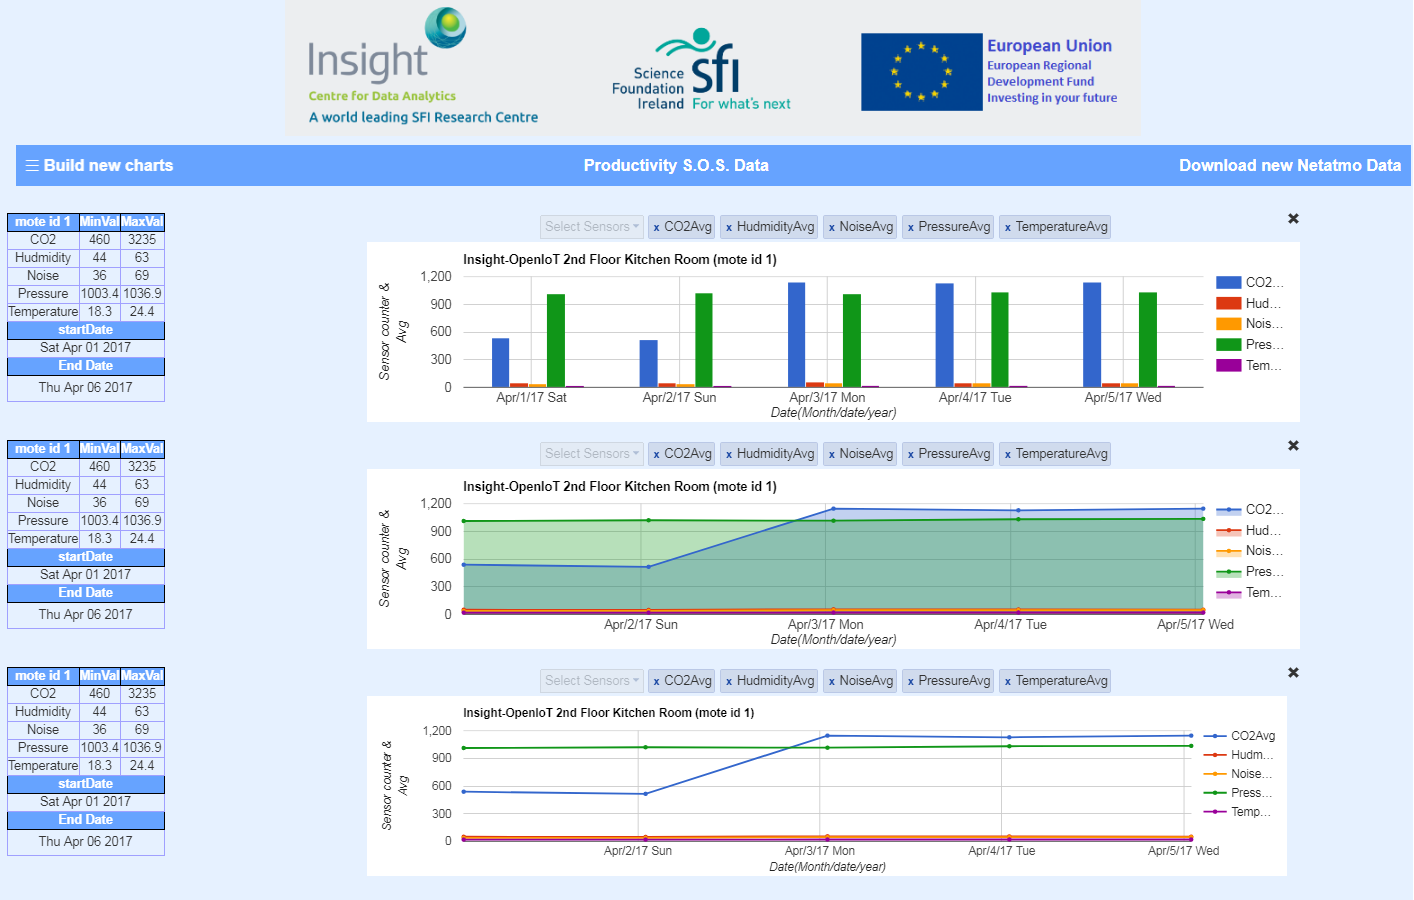 Insight
Centre for Data Analytics
A world leading SFI Research Centre
Science
Foundation
Ireland
sfi
For what's next
European Union
European Regional
Development Fund
Investing in your future
☰ Build new charts
Productivity S.O.S. Data
Download new Netatmo Data
mote id 1 MinVal MaxVal
CO2 460 3235
Hudmidity 44 63
Noise 36 69
Pressure 1003.4 1036.9
Temperature 18.3 24.4
startDate
Sat Apr 01 2017
End Date
Thu Apr 06 2017
Select Sensors x CO2Avg x HudmidityAvg x NoiseAvg x PressureAvg x TemperatureAvg
✖
Insight-OpenIoT 2nd Floor Kitchen Room (mote id 1)
Sensor counter &
Avg
1,200
900
600
300
0
Apr/1/17 Sat Apr/2/17 Sun Apr/3/17 Mon Apr/4/17 Tue Apr/5/17 Wed
Date(Month/date/year)
CO2...
Hud...
Nois...
Pres...
Tem...
mote id 1 MinVal MaxVal
CO2 460 3235
Hudmidity 44 63
Noise 36 69
Pressure 1003.4 1036.9
Temperature 18.3 24.4
startDate
Sat Apr 01 2017
End Date
Thu Apr 06 2017
Select Sensors x CO2Avg x HudmidityAvg x NoiseAvg x PressureAvg x TemperatureAvg
✖
Insight-OpenIoT 2nd Floor Kitchen Room (mote id 1)
Sensor counter &
Avg
1,200
900
600
300
0
Apr/2/17 Sun Apr/3/17 Mon Apr/4/17 Tue Apr/5/17 Wed
Date(Month/date/year)
CO2...
Hud...
Nois...
Pres...
Tem...
mote id 1 MinVal MaxVal
CO2 460 3235
Hudmidity 44 63
Noise 36 69
Pressure 1003.4 1036.9
Temperature 18.3 24.4
startDate
Sat Apr 01 2017
End Date
Thu Apr 06 2017
Select Sensors x CO2Avg x HudmidityAvg x NoiseAvg x PressureAvg x TemperatureAvg
✖
Insight-OpenIoT 2nd Floor Kitchen Room (mote id 1)
Sensor counter &
Avg
1,200
900
600
300
0
Apr/2/17 Sun Apr/3/17 Mon Apr/4/17 Tue Apr/5/17 Wed
Date(Month/date/year)
CO2Avg
Hudm...
Noise...
Press...
Temp...